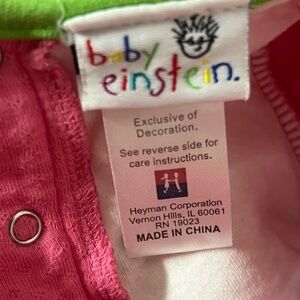 baby
einstein.
Exclusive of
Decoration.
See reverse side for
care instructions.
Heyman Corporation
Vernon Hills, IL 60061
RN 19023
MADE IN CHINA